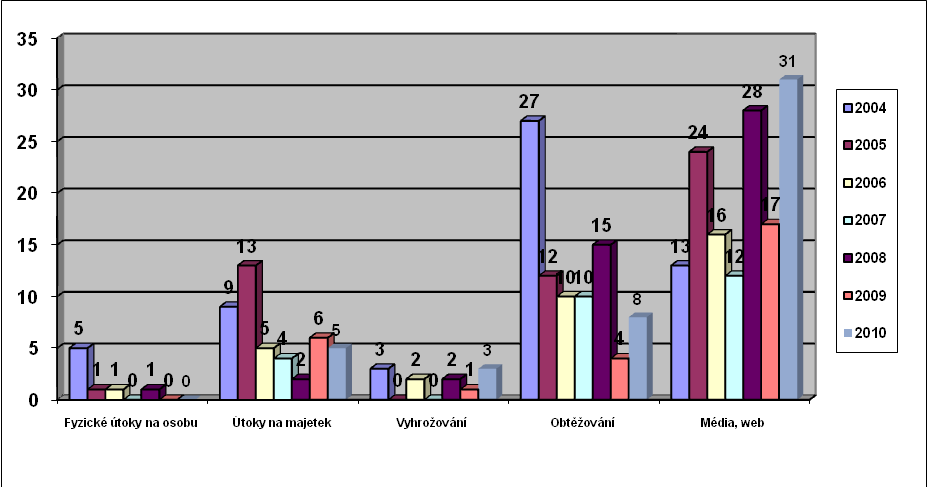 35
30
25
20
15
10
5
0
5 1 1 0 1 0 0
9 13 5 4 2 6 5
3 0 2 0 2 1 3
27 12 10 10 15 4 8
13 24 16 12 28 17 31
Fyzické útoky na osobu
Útoky na majetek
Vyhrožování
Obtěžování
Média, web
2004
2005
2006
2007
2008
2009
2010